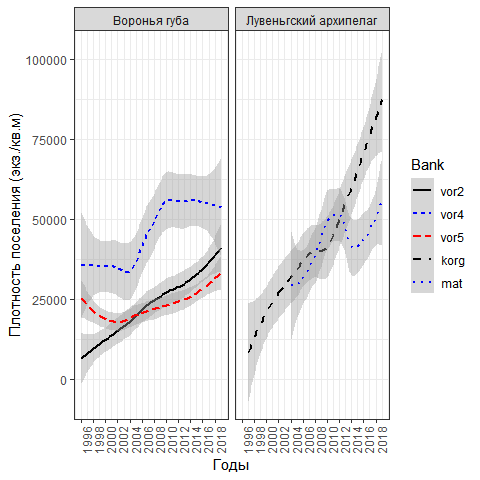 Воронья губа
Лувеньгский архипелаг
100000
75000
50000
25000
0
Плотность поселения (экз./кв.м)
1996 1998 2000 2002 2004 2006 2008 2010 2012 2014 2016 2018
1996 1998 2000 2002 2004 2006 2008 2010 2012 2014 2016 2018
Годы
Bank
vor2
vor4
vor5
korg
mat